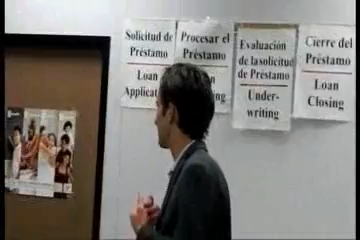 Solicitud de
Préstamo
Loan
Procesar el
Préstamo
Evaluación
de la solicitud
de Préstamo
Under-
writing
Cierre del
Préstamo
Loan
Closing